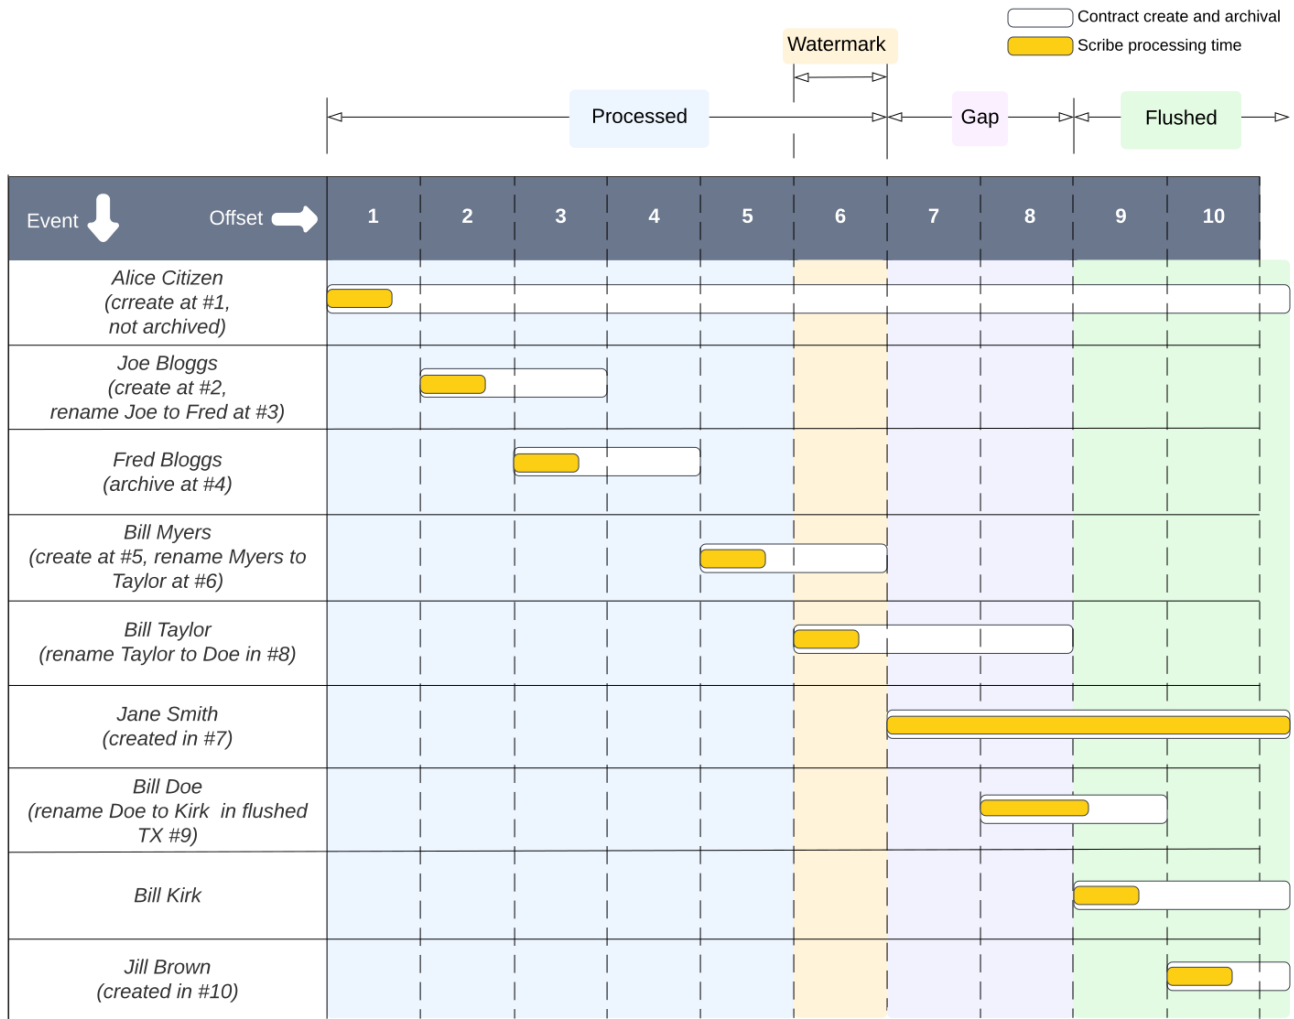 Contract create and archival
Scribe processing time
Watermark
Processed
Gap
Flushed
Event
Offset
1
2
3
4
5
6
7
8
9
10
Alice Citizen
(crreate at #1,
not archived)
Joe Bloggs
(create at #2,
rename Joe to Fred at #3)
Fred Bloggs
(archive at #4)
Bill Myers
(create at #5, rename Myers to
Taylor at #6)
Bill Taylor
(rename Taylor to Doe in #8)
Jane Smith
(created in #7)
Bill Doe
(rename Doe to Kirk in flushed
TX #9)
Bill Kirk
Jill Brown
(created in #10)